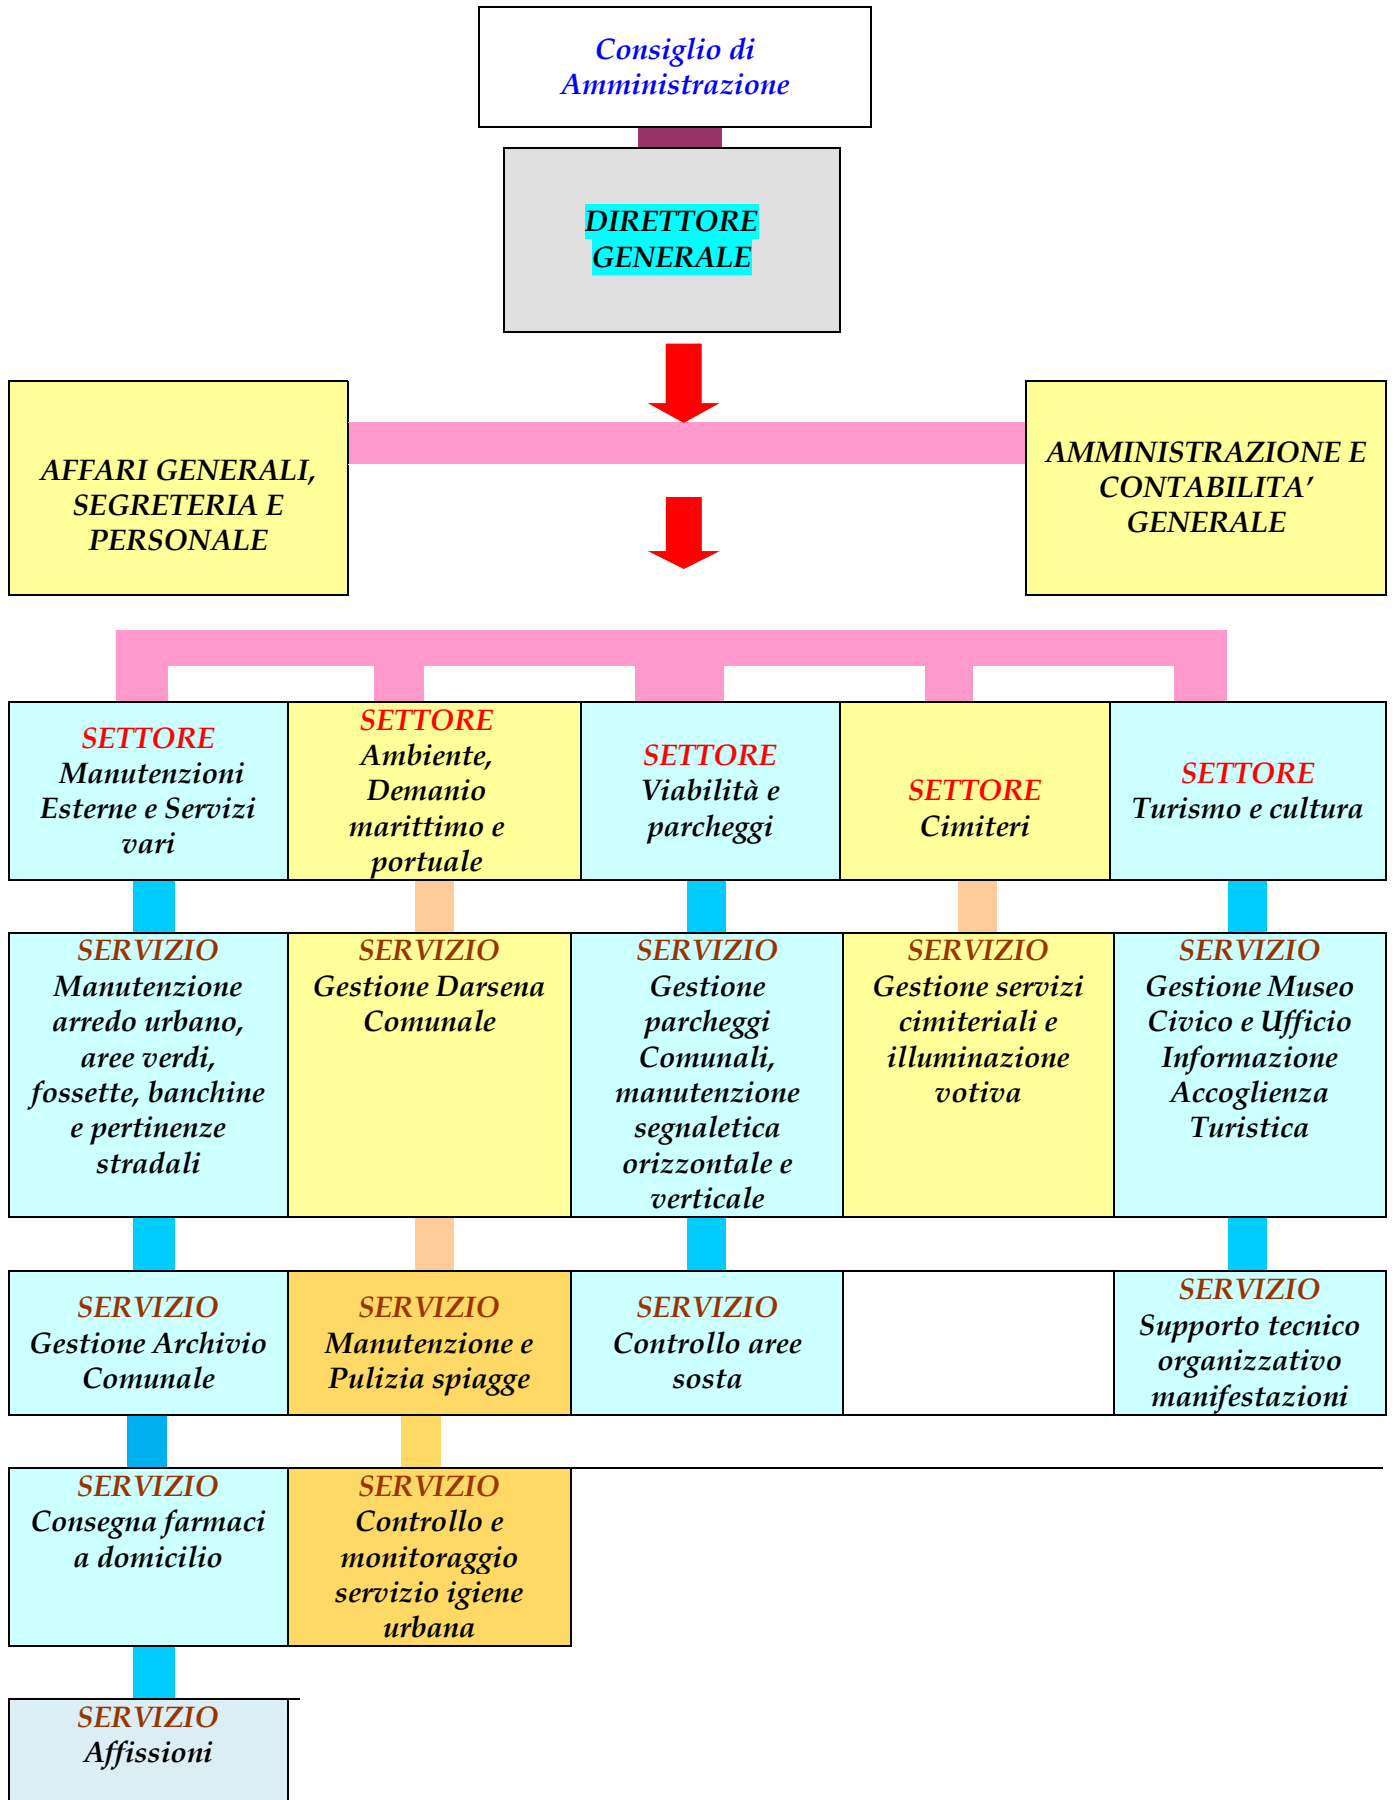 Consiglio di
Amministrazione
DIRETTORE
GENERALE
AFFARI GENERALI,
SEGRETERIA E
PERSONALE
AMMINISTRAZIONE E
CONTABILITA'
GENERALE
SETTORE
Manutenzioni
Esterne e Servizi
vari
SETTORE
Ambiente,
Demanio
marittimo e
portuale
SETTORE
Viabilità e
parcheggi
SETTORE
Cimiteri
SETTORE
Turismo e cultura
SERVIZIO
Manutenzione
arredo urbano,
aree verdi,
fossette, banchine
e pertinenze
stradali
SERVIZIO
Gestione Darsena
Comunale
SERVIZIO
Gestione
parcheggi
Comunali,
manutenzione
segnaletica
orizzontale e
verticale
SERVIZIO
Gestione servizi
cimiteriali e
illuminazione
votiva
SERVIZIO
Gestione Museo
Civico e Ufficio
Informazione
Accoglienza
Turistica
SERVIZIO
Gestione Archivio
Comunale
SERVIZIO
Manutenzione e
Pulizia spiagge
SERVIZIO
Controllo aree
sosta
SERVIZIO
Supporto tecnico
organizzativo
manifestazioni
SERVIZIO
Consegna farmaci
a domicilio
SERVIZIO
Controllo e
monitoraggio
servizio igiene
urbana
SERVIZIO
Affissioni